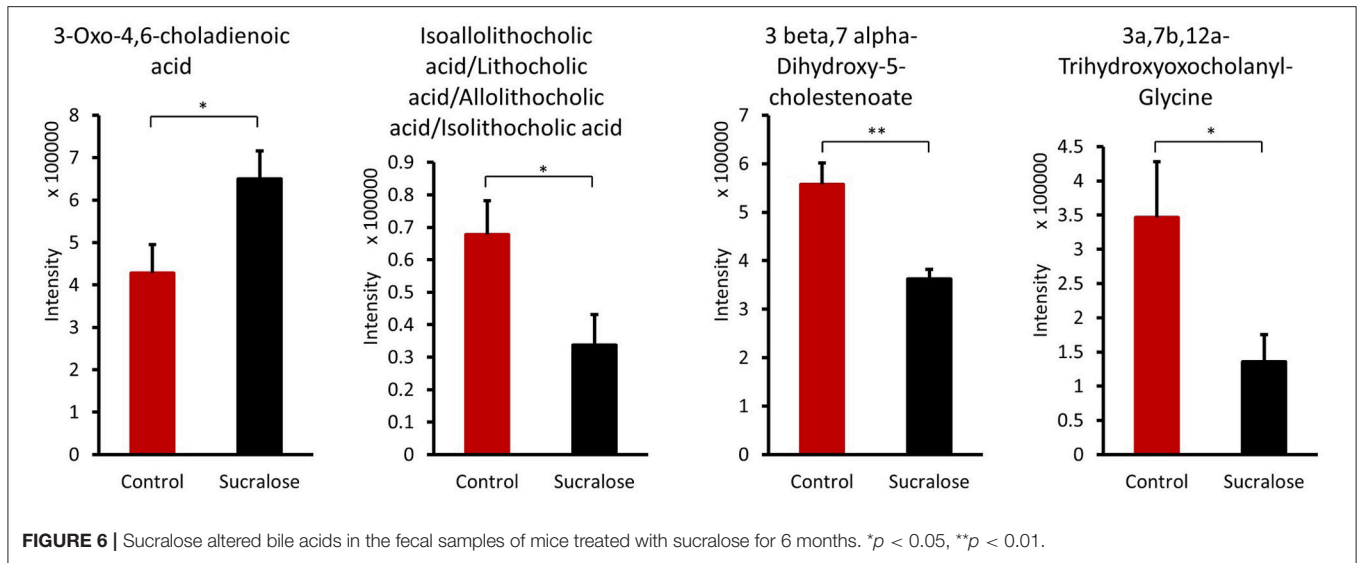 3-Oxo-4,6-choladienoic
acid
*
8
7
6
5
4
3
2
1
0
Intensity x 100000
Control Sucralose
Isoallolithocholic
acid/Lithocholic
acid/Allolithocholic
acid/Isolithocholic acid
*
0.9
0.8
0.7
0.6
0.5
0.4
0.3
0.2
0.1
0
Intensity x 100000
Control Sucralose
3 beta,7 alpha-
Dihydroxy-5-
cholestenoate
**
7
6
5
4
3
2
1
0
Intensity x 100000
Control Sucralose
3a,7b,12a-
Trihydroxyoxocholanyl-
Glycine
*
4.5
4
3.5
3
2.5
2
1.5
1
0.5
0
Intensity x 100000
Control Sucralose
FIGURE 6 | Sucralose altered bile acids in the fecal samples of mice treated with sucralose for 6 months. *p < 0.05, **p < 0.01.